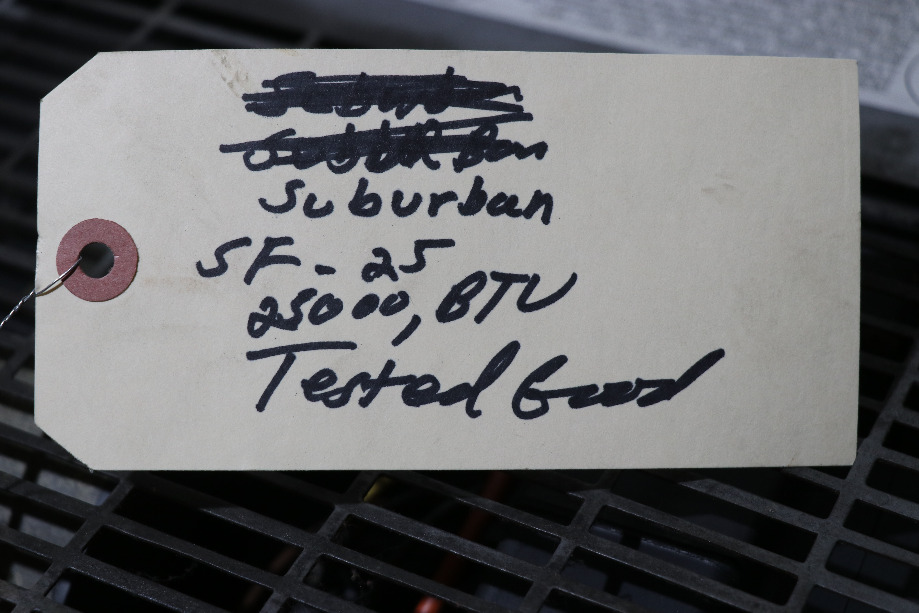 Suburban
SF-25
25000, BTU
Tested Good